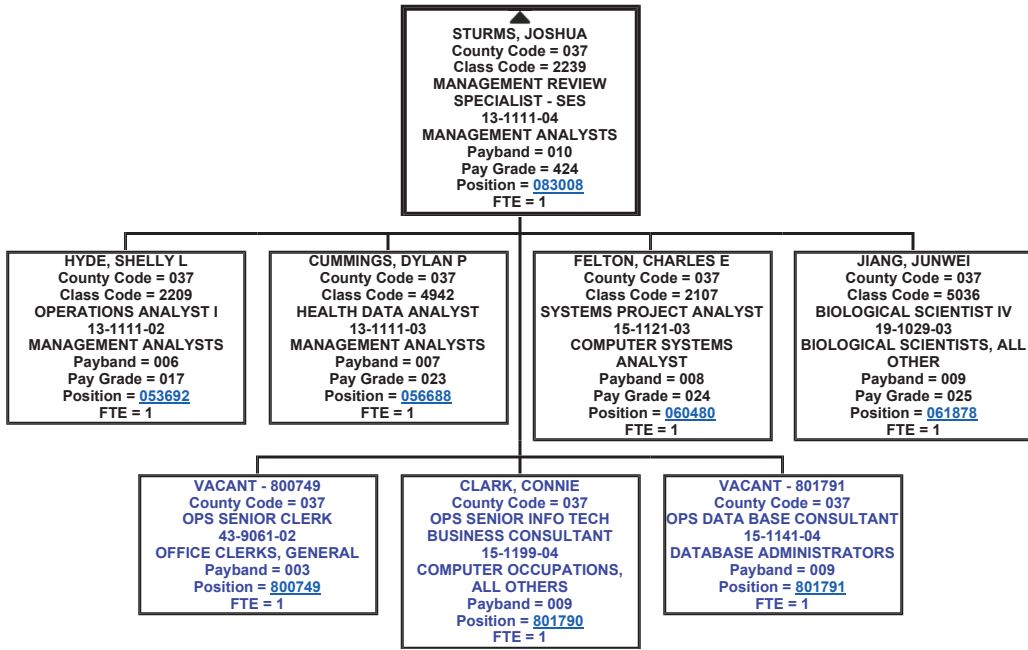 STURMS, JOSHUA
County Code = 037
Class Code = 2239
MANAGEMENT REVIEW
SPECIALIST - SES
13-1111-04
MANAGEMENT ANALYSTS
Payband = 010
Pay Grade = 424
Position = 083008
FTE = 1
HYDE, SHELLY L
County Code = 037
Class Code = 2209
OPERATIONS ANALYST I
13-1111-02
MANAGEMENT ANALYSTS
Payband = 006
Pay Grade = 017
Position = 053692
FTE = 1
CUMMINGS, DYLAN P
County Code = 037
Class Code = 4942
HEALTH DATA ANALYST
13-1111-03
MANAGEMENT ANALYSTS
Payband = 007
Pay Grade = 023
Position = 056688
FTE = 1
FELTON, CHARLES E
County Code = 037
Class Code = 2107
SYSTEMS PROJECT ANALYST
15-1121-03
COMPUTER SYSTEMS
ANALYST
Payband = 008
Pay Grade = 024
Position = 060480
FTE = 1
JIANG, JUNWEI
County Code = 037
Class Code = 5036
BIOLOGICAL SCIENTIST IV
19-1029-03
BIOLOGICAL SCIENTISTS, ALL
OTHER
Payband = 009
Pay Grade = 025
Position = 061878
FTE = 1
VACANT - 800749
County Code = 037
OPS SENIOR CLERK
43-9061-02
OFFICE CLERKS, GENERAL
Payband = 003
Position = 800749
FTE = 1
CLARK, CONNIE
County Code = 037
OPS SENIOR INFO TECH
BUSINESS CONSULTANT
15-1199-04
COMPUTER OCCUPATIONS,
ALL OTHERS
Payband = 009
Position = 801790
FTE = 1
VACANT - 801791
County Code = 037
OPS DATA BASE CONSULTANT
15-1141-04
DATABASE ADMINISTRATORS
Payband = 009
Position = 801791
FTE = 1